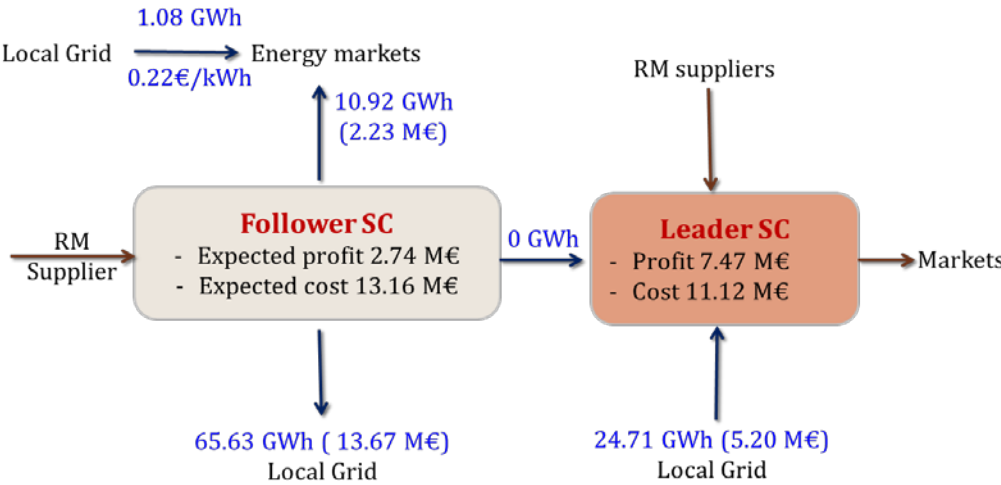 1.08 GWh
Local Grid
Energy markets
0.22€/kWh
RM suppliers
10.92 GWh
(2.23 M€)
Follower SC
- Expected profit 2.74 M€
- Expected cost 13.16 M€
RM
Supplier
0 GWh
Leader SC
- Profit 7.47 M€
- Cost 11.12 M€
Markets
65.63 GWh ( 13.67 M€)
Local Grid
24.71 GWh (5.20 M€)
Local Grid